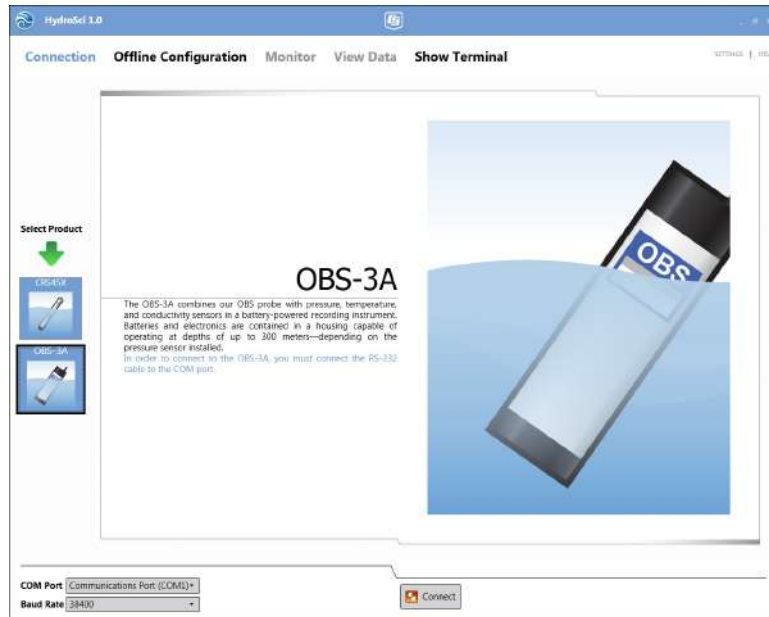 HydroSci 1.0
Connection Offline Configuration Monitor View Data Show Terminal
SETTINGS |
Select Product
CRS451
OBS-3A
OBS-3A
The OBS-3A combines our OBS probe with pressure, temperature,
and conductivity sensors in a battery-powered recording instrument.
Batteries and electronics are contained in a housing capable of
operating at depths of up to 300 meters—depending on the
pressure sensor installed.
In order to connect to the OBS-3A, you must connect the RS-232
cable to the COM port.
OBS
COM Port Communications Port (COM1)
Baud Rate 38400
Connect